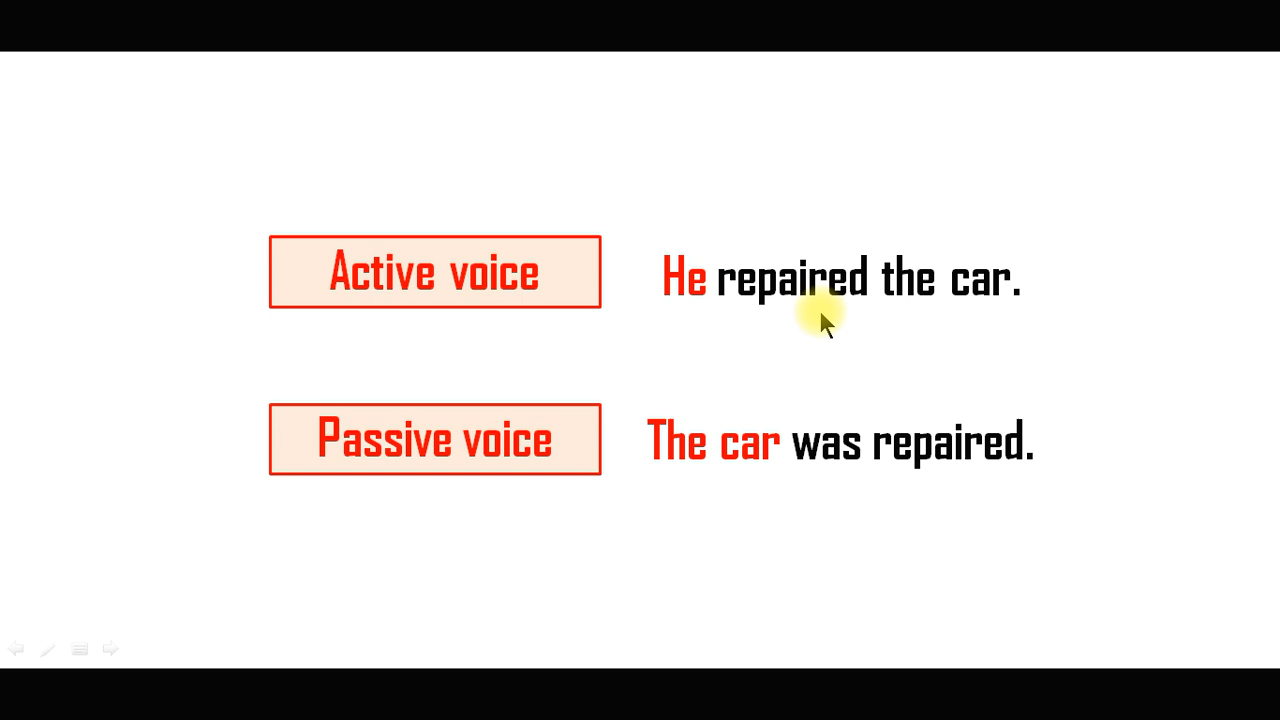 Active voice
He repaired the car.
Passive voice
The car was repaired.